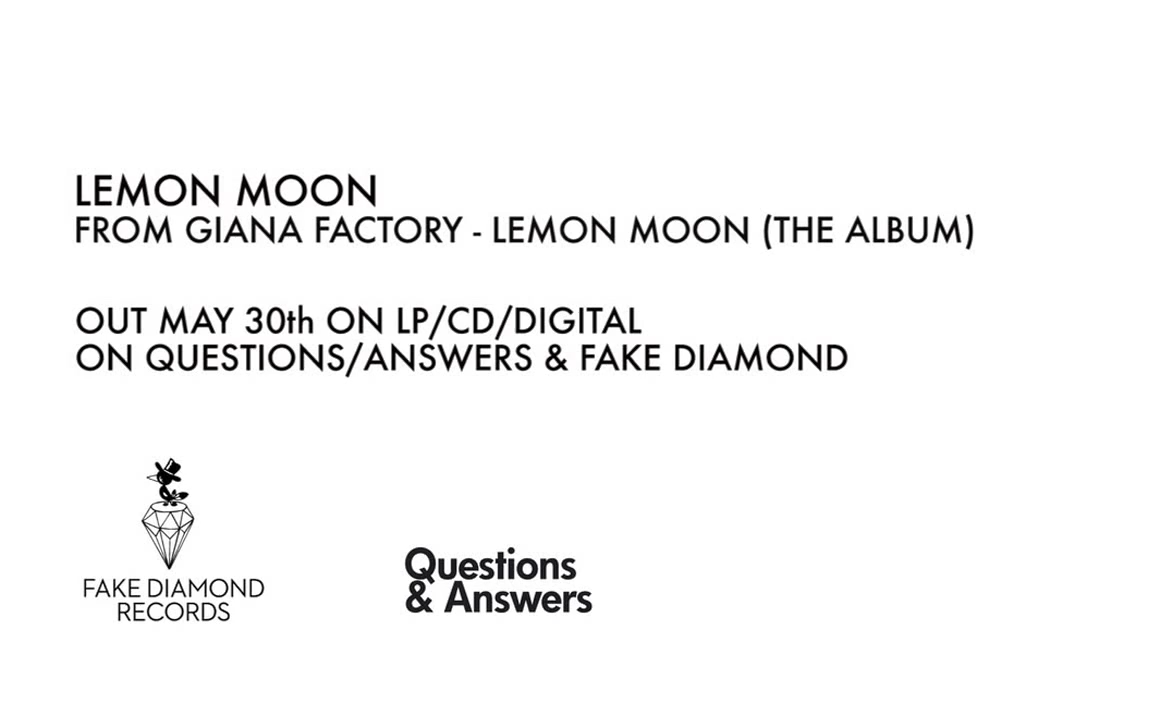 LEMON MOON
FROM GIANA FACTORY - LEMON MOON (THE ALBUM)
OUT MAY 30th ON LP/CD/DIGITAL
ON QUESTIONS/ANSWERS & FAKE DIAMOND
FAKE DIAMOND
RECORDS
Questions
& Answers